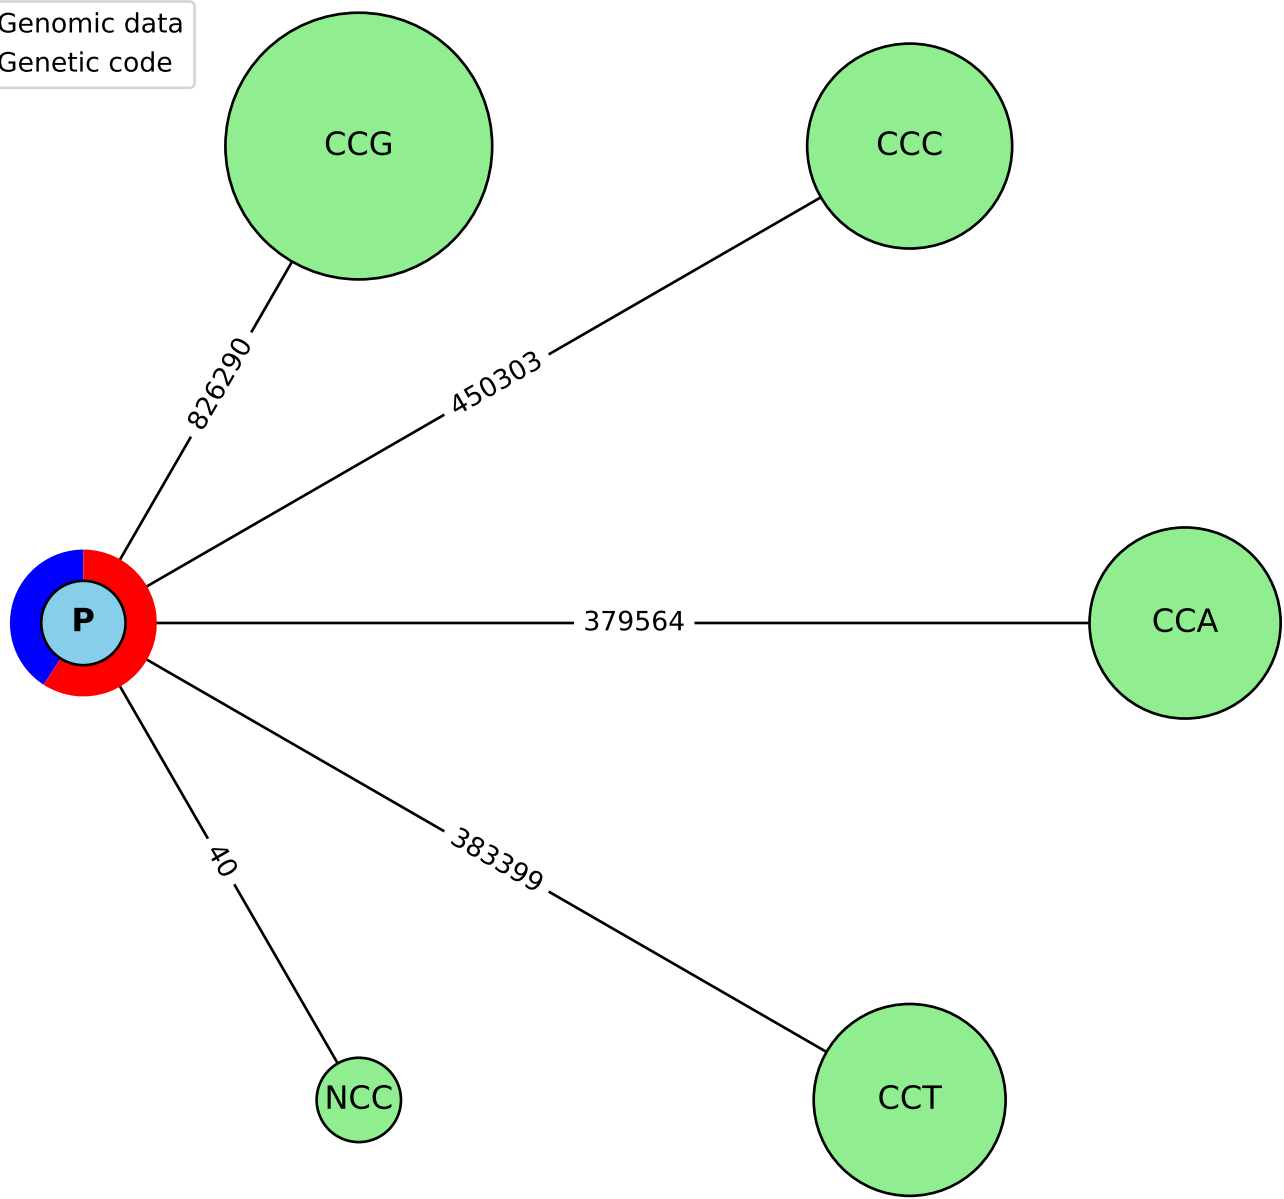 Genomic data
Genetic code
CCG
CCC
826290
450303
P
379564
CCA
383399
40
NCC
CCT